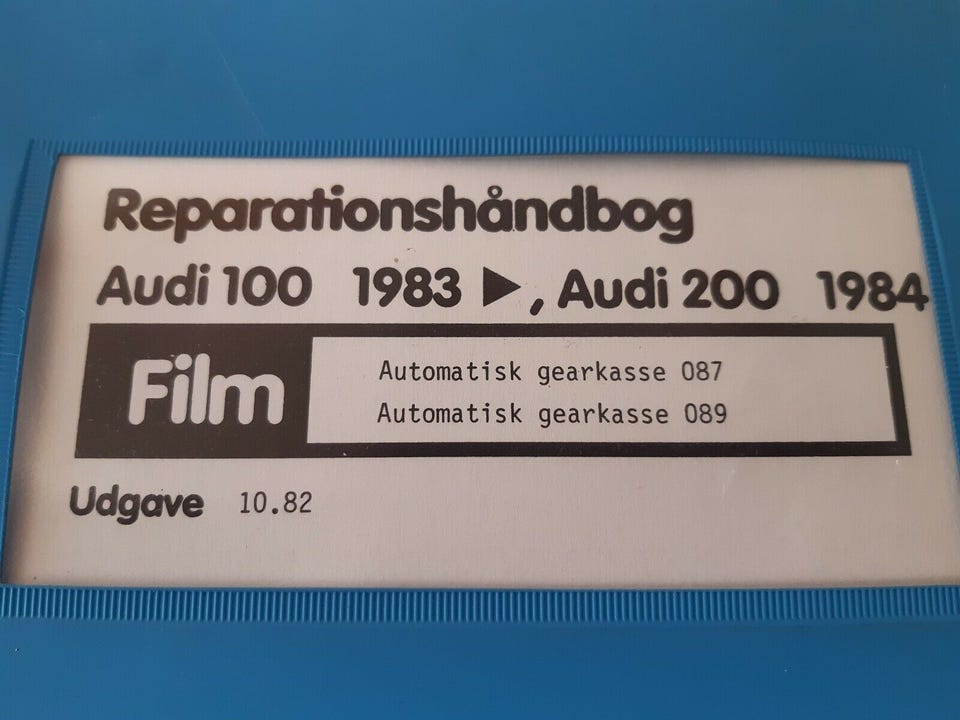 Reparationshåndbog
Audi 100 1983 ▶, Audi 200 1984
Film
Automatisk gearkasse 087
Automatisk gearkasse 089
Udgave 10.82